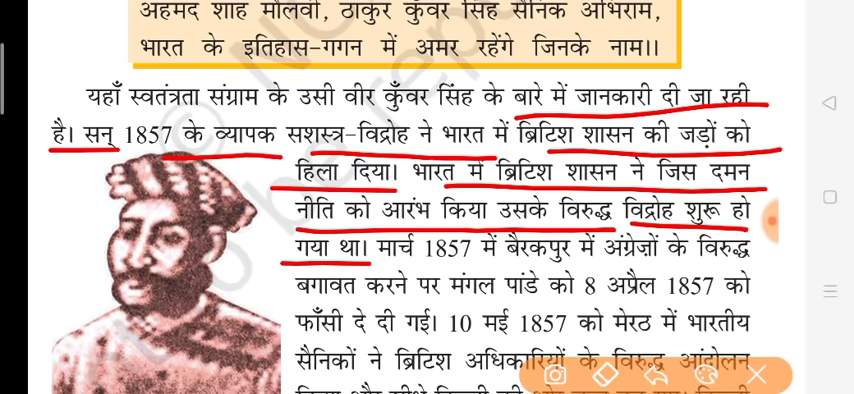 अहमद शाह मौलवी, ठाकुर कुँवर सिंह सैनिक अभिराम,
भारत के इतिहास-गगन में अमर रहेंगे जिनके नाम।।
यहाँ स्वतंत्रता संग्राम के उसी वीर कुँवर सिंह के बारे में जानकारी दी जा रही
है। सन् 1857 के व्यापक सशस्त्र-विद्रोह ने भारत में ब्रिटिश शासन की जड़ों को
हिला दिया। भारत में ब्रिटिश शासन ने जिस दमन
नीति को आरंभ किया उसके विरुद्ध विद्रोह शुरू हो
गया था। मार्च 1857 में बैरकपुर में अंग्रेजों के विरुद्ध
बगावत करने पर मंगल पांडे को 8 अप्रैल 1857 को
फाँसी दे दी गई। 10 मई 1857 को मेरठ में भारतीय
सैनिकों ने ब्रिटिश अधिकारियों के विरुद्ध आंदोलन